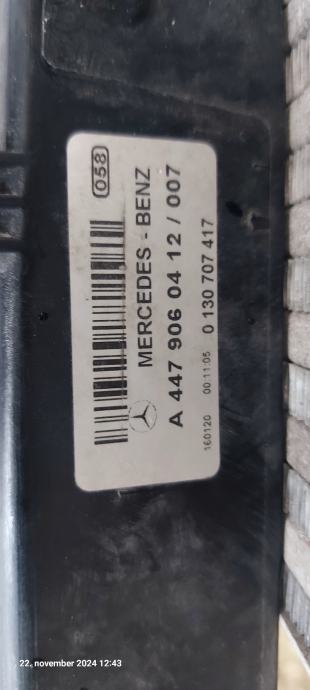 058
MERCEDES - BENZ
A 447 906 04 12 / 007
160120 00:11:05 0 130 707 417
22, november 2024 12:43